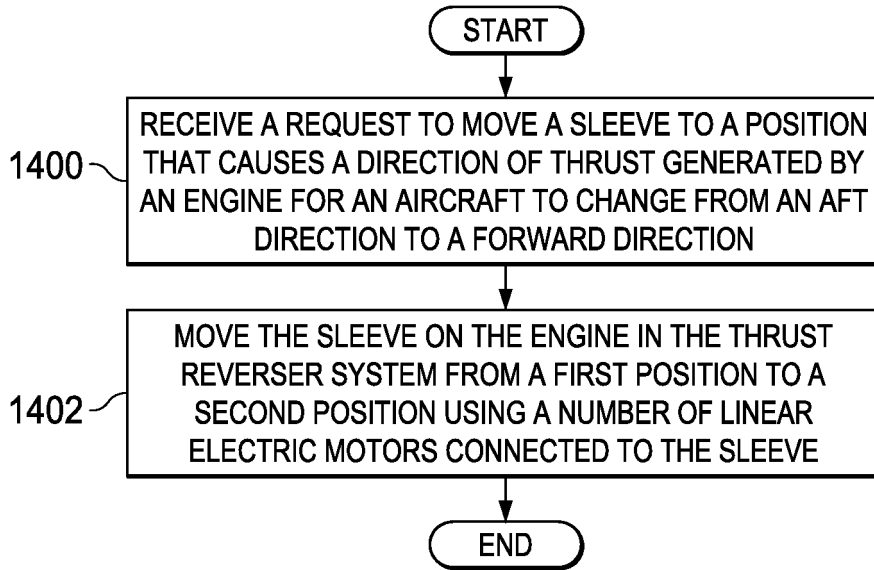 START
1400
RECEIVE A REQUEST TO MOVE A SLEEVE TO A POSITION
THAT CAUSES A DIRECTION OF THRUST GENERATED BY
AN ENGINE FOR AN AIRCRAFT TO CHANGE FROM AN AFT
DIRECTION TO A FORWARD DIRECTION
1402
MOVE THE SLEEVE ON THE ENGINE IN THE THRUST
REVERSER SYSTEM FROM A FIRST POSITION TO A
SECOND POSITION USING A NUMBER OF LINEAR
ELECTRIC MOTORS CONNECTED TO THE SLEEVE
END